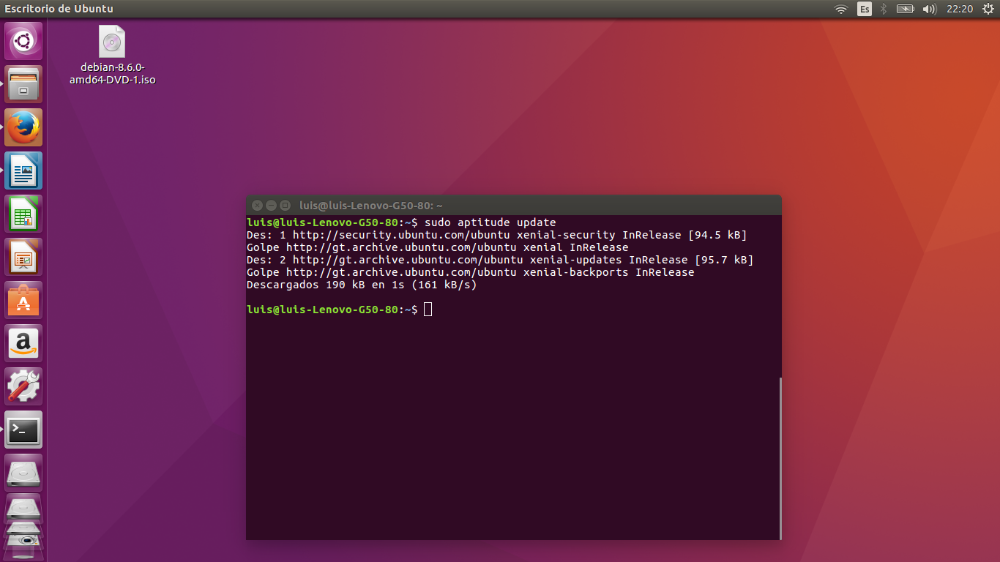 Escritorio de Ubuntu
Es
22:20
debian-8.6.0-
amd64-DVD-1.iso
luis@luis-Lenovo-G50-80: ~
luis@luis-Lenovo-G50-80:~$ sudo aptitude update
Des: 1 http://security.ubuntu.com/ubuntu xenial-security InRelease [94.5 kB]
Golpe http://gt.archive.ubuntu.com/ubuntu xenial InRelease
Des: 2 http://gt.archive.ubuntu.com/ubuntu xenial-updates InRelease [95.7 kB]
Golpe http://gt.archive.ubuntu.com/ubuntu xenial-backports InRelease
Descargados 190 kB en 1s (161 kB/s)
luis@luis-Lenovo-G50-80:~$